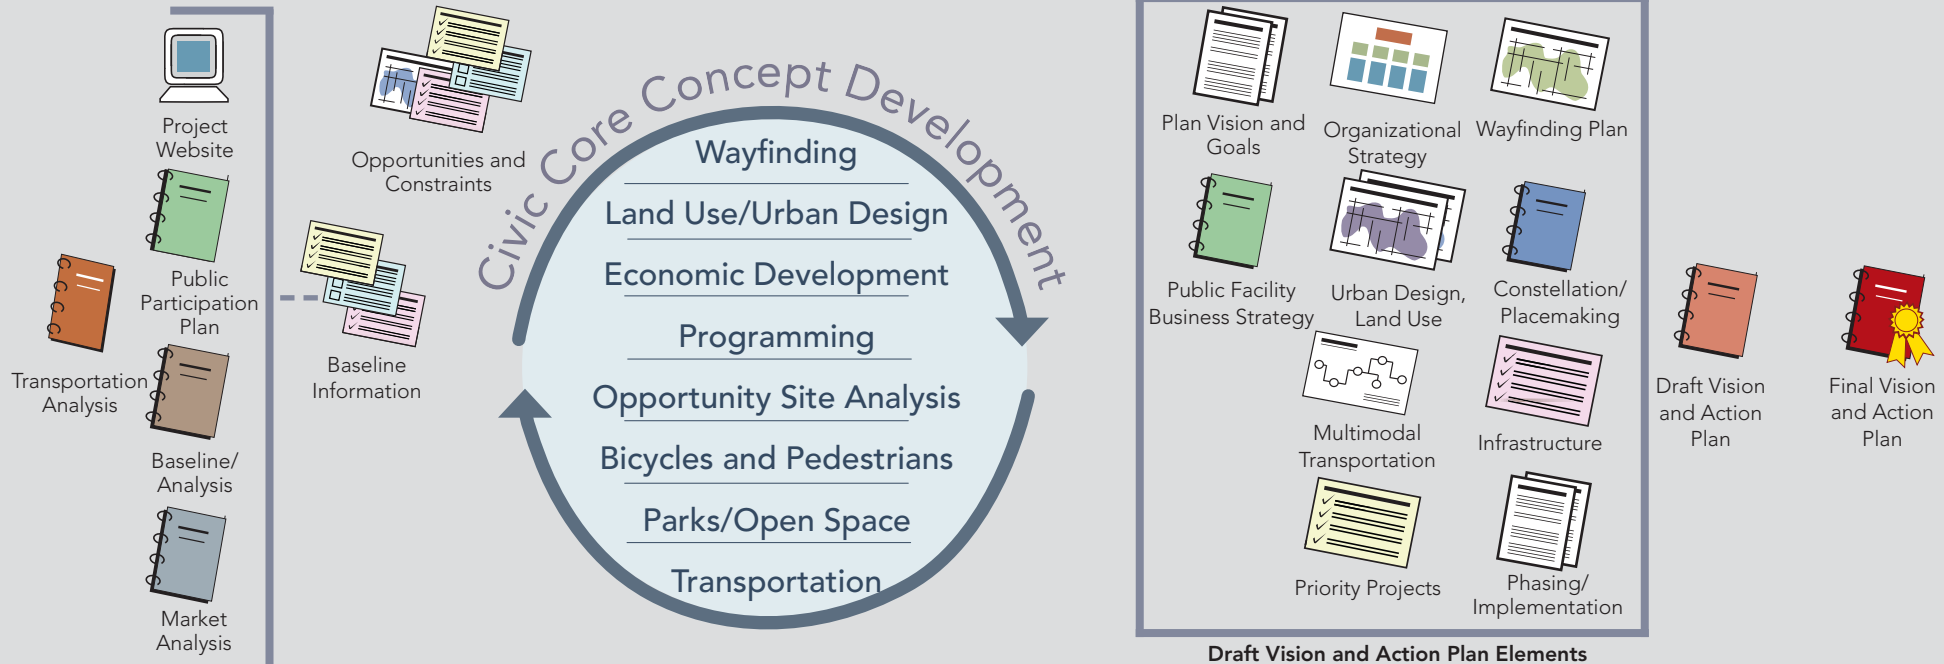 Project
Website
Public
Participation
Plan
Transportation
Analysis
Baseline/
Analysis
Market
Analysis
Opportunities and
Constraints
Baseline
Information
Civic Core Concept Development
Wayfinding
Land Use/Urban Design
Economic Development
Programming
Opportunity Site Analysis
Bicycles and Pedestrians
Parks/Open Space
Transportation
Plan Vision and
Goals
Organizational
Strategy
Wayfinding Plan
Public Facility
Business Strategy
Urban Design,
Land Use
Constellation/
Placemaking
Multimodal
Transportation
Infrastructure
Priority Projects
Phasing/
Implementation
Draft Vision and Action Plan Elements
Draft Vision
and Action
Plan
Final Vision
and Action
Plan